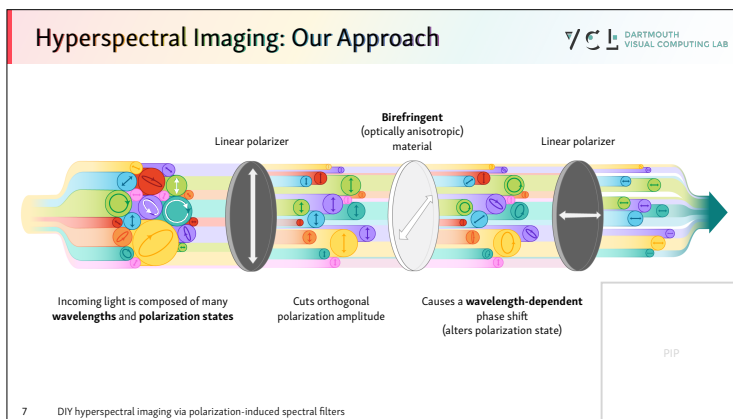 Hyperspectral Imaging: Our Approach
VCL DARTMOUTH
VISUAL COMPUTING LAB
Linear polarizer
Birefringent
(optically anisotropic)
material
Linear polarizer
Incoming light is composed of many
wavelengths and polarization states
Cuts orthogonal
polarization amplitude
Causes a wavelength-dependent
phase shift
(alters polarization state)
PIP
7 DIY hyperspectral imaging via polarization-induced spectral filters